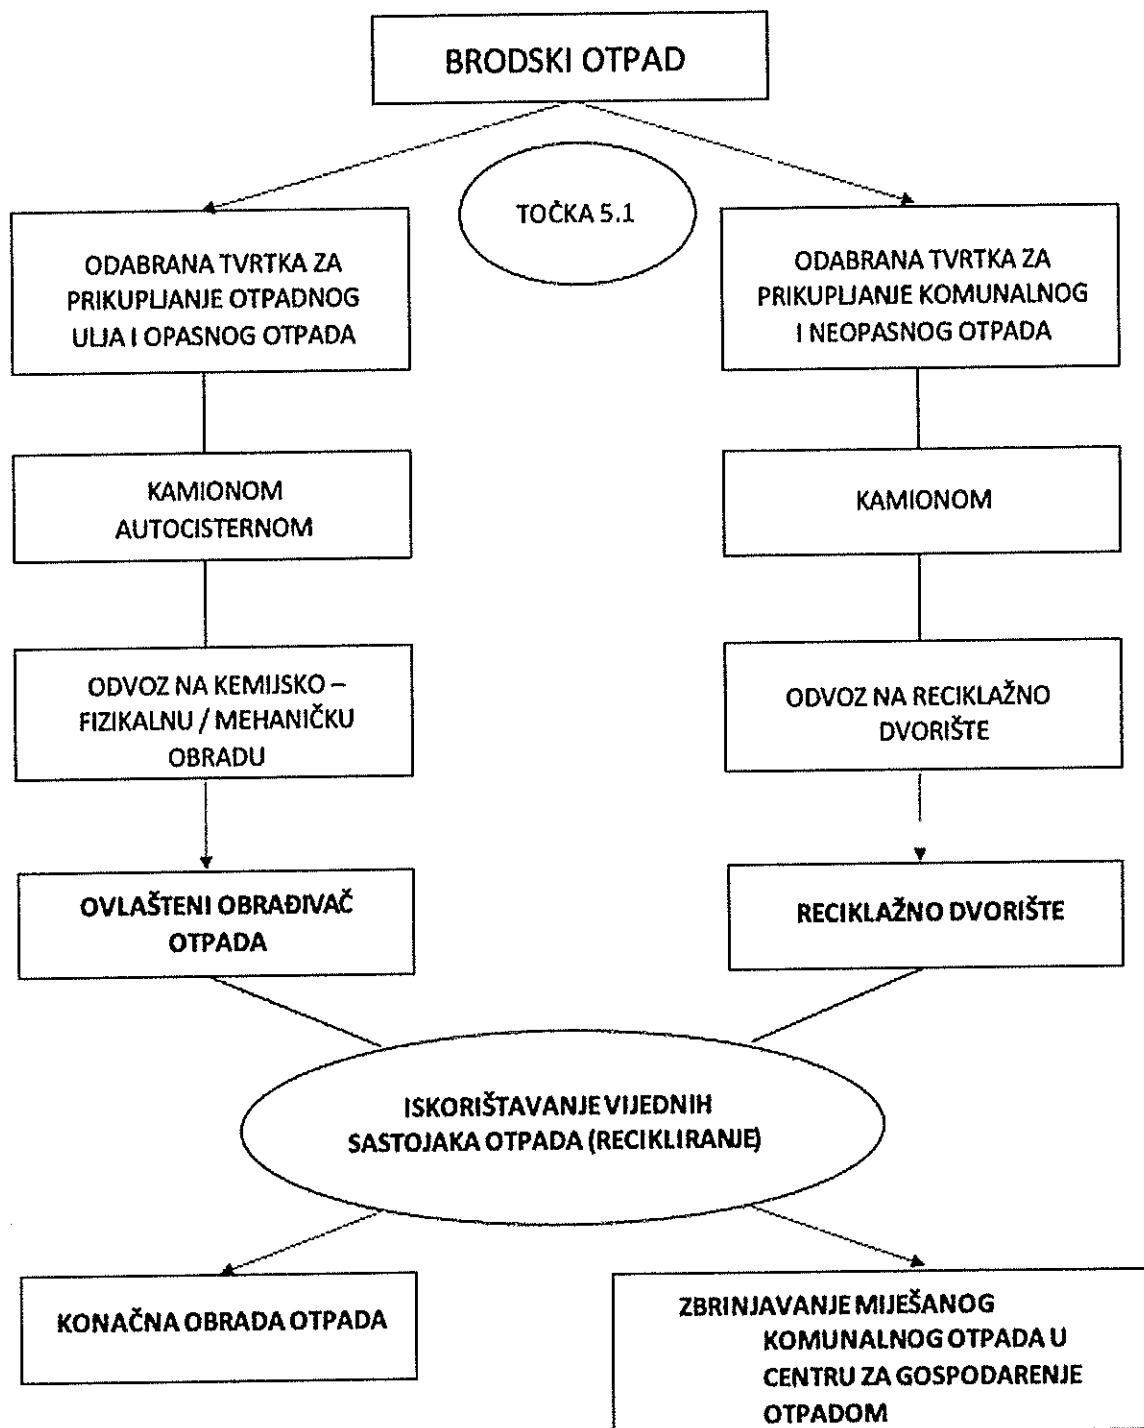 BRODSKI OTPAD
TOČKA 5.1
ODABRANA TVRTKA ZA
PRIKUPLJANJE OTPADNOG
ULJA I OPASNOG OTPADA
ODABRANA TVRTKA ZA
PRIKUPLJANJE KOMUNALNOG
I NEOPASNOG OTPADA
KAMIONOM
AUTOCISTERNOM
KAMIONOM
ODVOZ NA KEMIJSKO –
FIZIKALNU / MEHANIČKU
OBRADU
ODVOZ NA RECIKLAŽNO
DVORIŠTE
OVLAŠTENI OBRAĐIVAČ
OTPADA
RECIKLAŽNO DVORIŠTE
ISKORIŠTAVANJE VIJEDNIH
SASTOJAKA OTPADA (RECIKLIRANJE)
KONAČNA OBRADA OTPADA
ZBRINJAVANJE MIJEŠANOG
KOMUNALNOG OTPADA U
CENTRU ZA GOSPODARENJE
OTPADOM